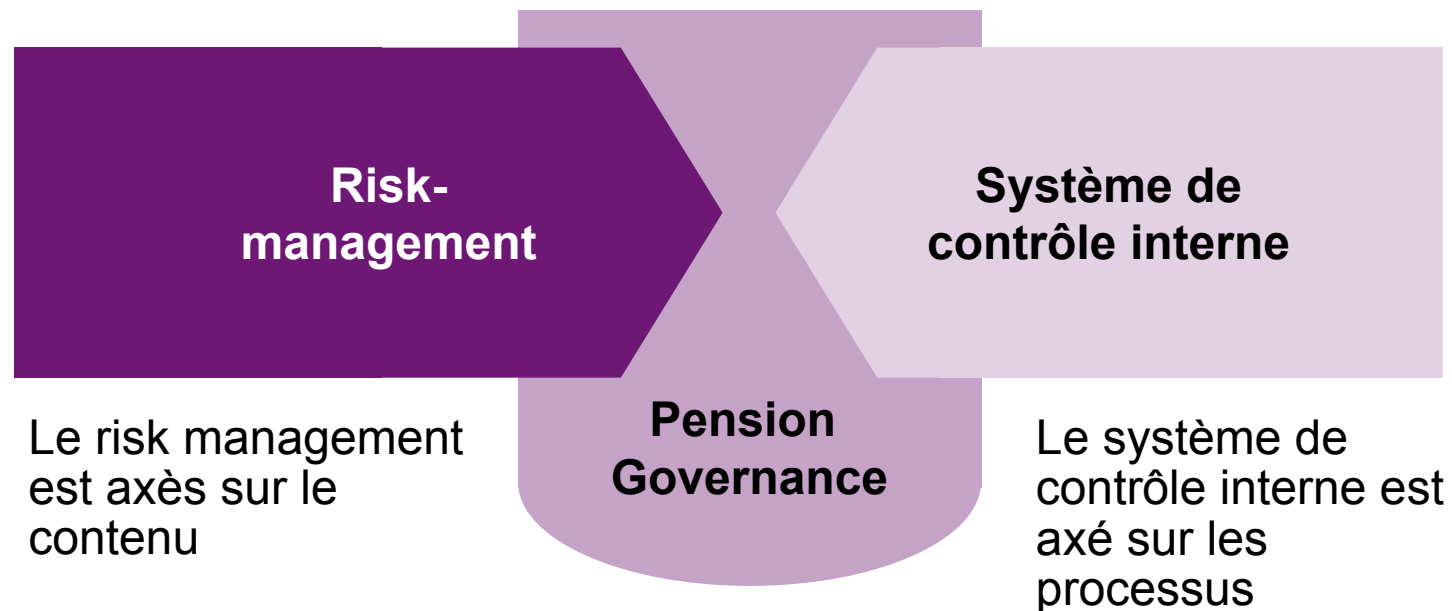 Risk-
management
Système de
contrôle interne
Pension
Governance
Le risk management
est axès sur le
contenu
Le système de
contrôle interne est
axé sur les
processus